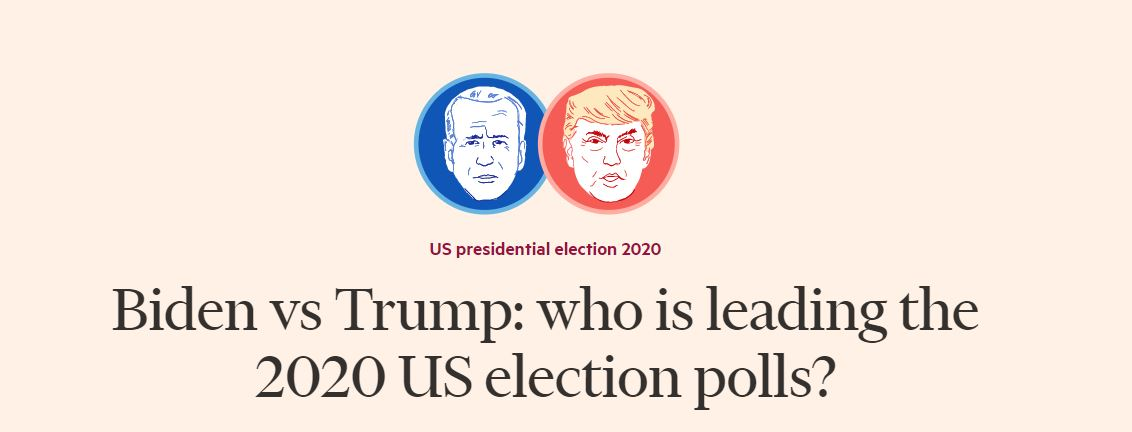 US presidential election 2020
Biden vs Trump: who is leading the
2020 US election polls?